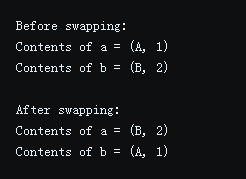 Before swapping:
Contents of a = (A, 1)
Contents of b = (B, 2)

After swapping:
Contents of a = (B, 2)
Contents of b = (A, 1)